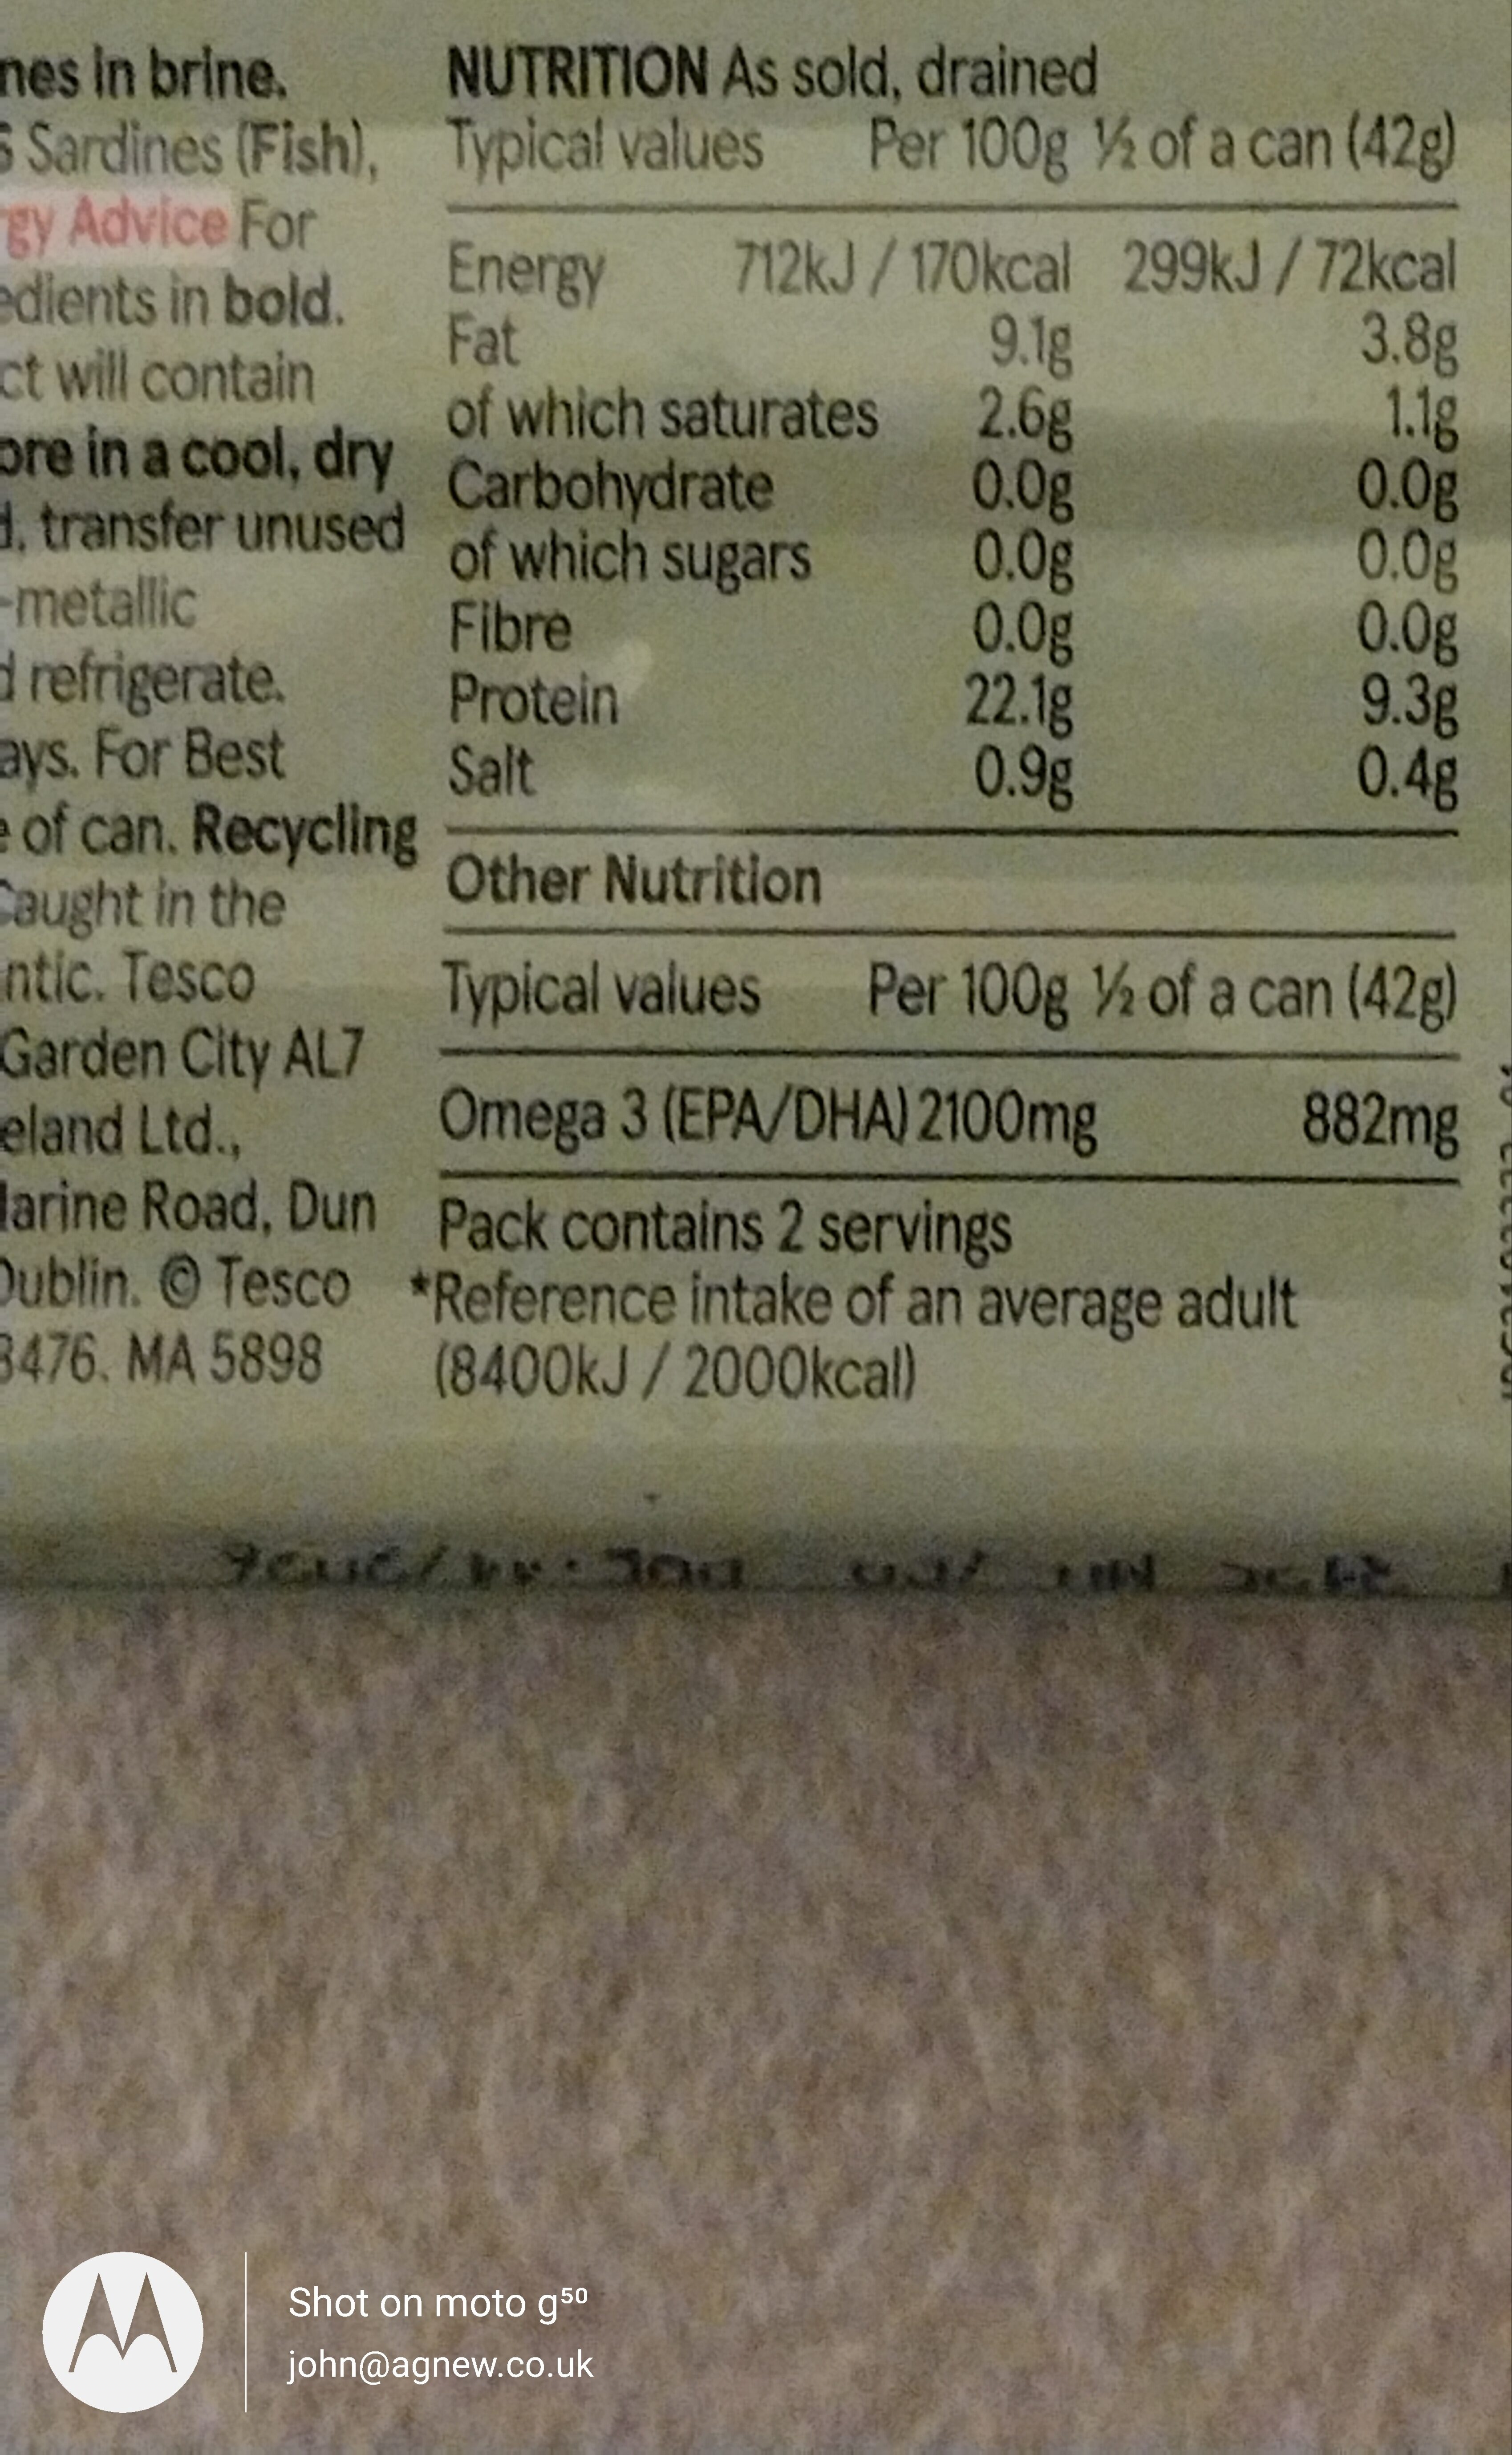 nes in brine.
6 Sardines (Fish),
rgy Advice For
edients in bold.
ct will contain
ore in a cool, dry
d, transfer unused
-metallic
d refrigerate.
ays. For Best
e of can. Recycling
Caught in the
ntic. Tesco
Garden City AL7
eland Ltd.,
Marine Road, Dun
Dublin. © Tesco
3476. MA 5898
NUTRITION As sold, drained
Typical values Per 100g ½ of a can (42g)
Energy 712kJ / 170kcal 299kJ / 72kcal
Fat 9.1g 3.8g
of which saturates 2.6g 1.1g
Carbohydrate 0.0g 0.0g
of which sugars 0.0g 0.0g
Fibre 0.0g 0.0g
Protein 22.1g 9.3g
Salt 0.9g 0.4g
Other Nutrition
Typical values Per 100g ½ of a can (42g)
Omega 3 (EPA/DHA) 2100mg 882mg
Pack contains 2 servings
*Reference intake of an average adult
(8400kJ / 2000kcal)
Shot on moto g⁵⁰
john@agnew.co.uk